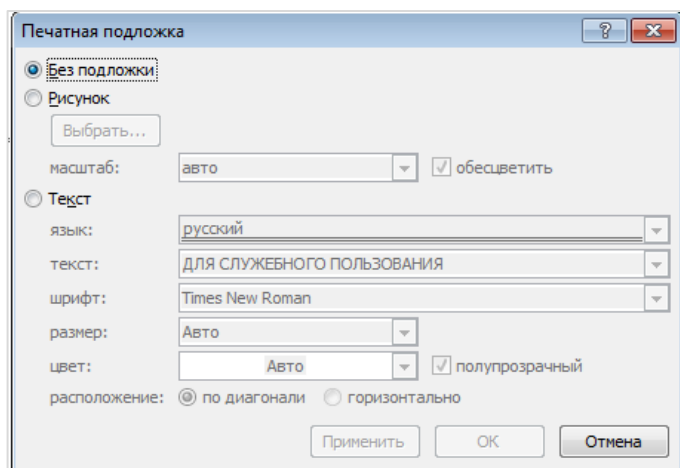 Печатная подложка
Без подложки
Рисунок
Выбрать...
масштаб: авто обесцветить
Текст
язык: русский
текст: ДЛЯ СЛУЖЕБНОГО ПОЛЬЗОВАНИЯ
шрифт: Times New Roman
размер: Авто
цвет: Авто полупрозрачный
расположение: по диагонали горизонтально
Применить ОК Отмена